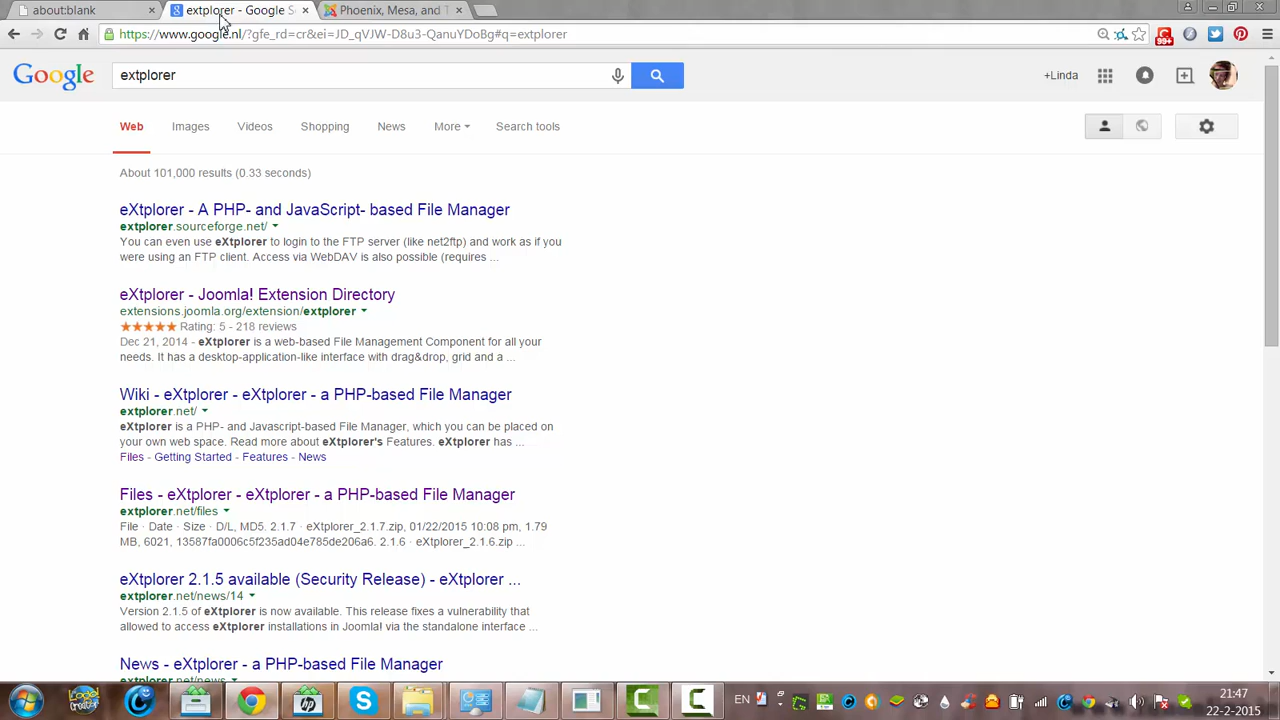 about:blank
extplorer - Google S
Phoenix, Mesa, and T
https://www.google.nl/?gfe_rd=cr&ei=JD_qVJW-D8u3-QanuYDoBg#q=extplorer
Google
extplorer
+Linda
Web
Images
Videos
Shopping
News
More
Search tools
About 101,000 results (0.33 seconds)
eXtplorer - A PHP- and JavaScript- based File Manager
extplorer.sourceforge.net/
You can even use eXtplorer to login to the FTP server (like net2ftp) and work as if you
were using an FTP client. Access via WebDAV is also possible (requires ...
eXtplorer - Joomla! Extension Directory
extensions.joomla.org/extension/extplorer
Rating: 5 - 218 reviews
Dec 21, 2014 - eXtplorer is a web-based File Management Component for all your
needs. It has a desktop-application-like interface with drag&drop, grid and a ...
Wiki - eXtplorer - eXtplorer - a PHP-based File Manager
extplorer.net/
eXtplorer is a PHP- and Javascript-based File Manager, which you can be placed on
your own web space. Read more about eXtplorer's Features. eXtplorer has ...
Files - Getting Started - Features - News
Files - eXtplorer - eXtplorer - a PHP-based File Manager
extplorer.net/files
File · Date · Size · D/L, MD5. 2.1.7 · eXtplorer_2.1.7.zip, 01/22/2015 10:08 pm, 1.79
MB, 6021, 13587fa0006c5f235ad04e785de206a6. 2.1.6 · eXtplorer_2.1.6.zip ...
eXtplorer 2.1.5 available (Security Release) - eXtplorer ...
extplorer.net/news/14
Version 2.1.5 of eXtplorer is now available. This release fixes a vulnerability that
allowed to access eXtplorer installations in Joomla! via the standalone interface ...
News - eXtplorer - a PHP-based File Manager
extplorer.net/news
EN
21:47
22-2-2015